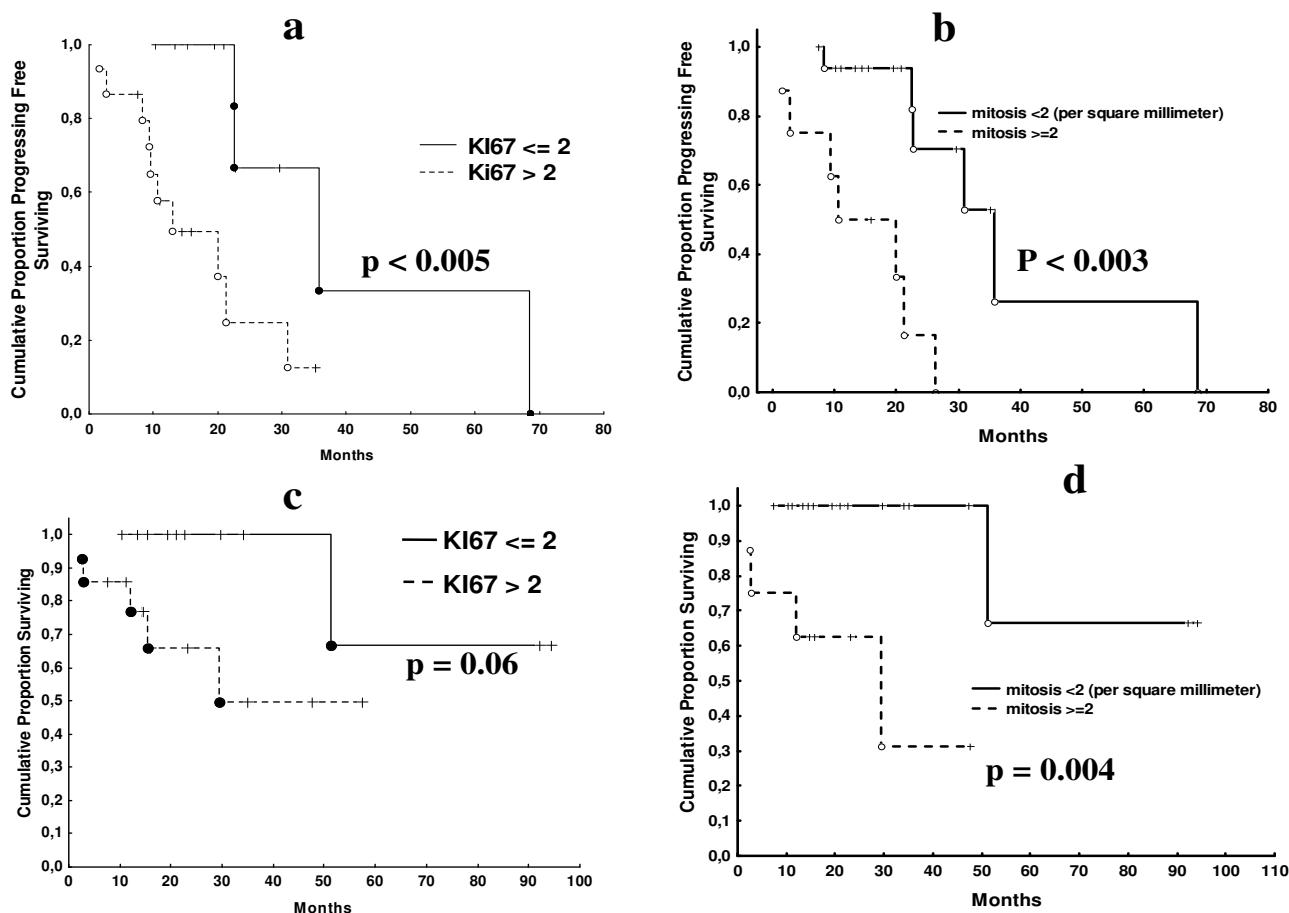 a
Cumulative Proportion Progressing Free
Surviving
1,0
0,8
0,6
0,4
0,2
0,0
KI67 <= 2
Ki67 > 2
p < 0.005
0 10 20 30 40 50 60 70 80
Months
b
Cumulative Proportion Progressing Free
Surviving
1,0
0,8
0,6
0,4
0,2
0,0
mitosis <2 (per square millimeter)
mitosis >=2
P < 0.003
0 10 20 30 40 50 60 70 80
Months
c
Cumulative Proportion Surviving
1,0
0,9
0,8
0,7
0,6
0,5
0,4
0,3
0,2
0,1
0,0
KI67 <= 2
KI67 > 2
p = 0.06
0 10 20 30 40 50 60 70 80 90 100
Months
d
Cumulative Proportion Surviving
1,0
0,9
0,8
0,7
0,6
0,5
0,4
0,3
0,2
0,1
0,0
mitosis <2 (per square millimeter)
mitosis >=2
p = 0.004
0 10 20 30 40 50 60 70 80 90 100 110
Months